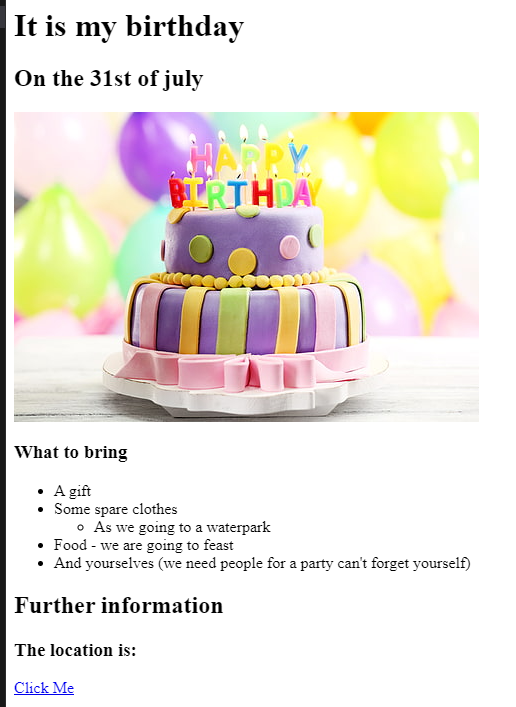 It is my birthday
On the 31st of july
HAPPY
BIRTHDAY
What to bring
A gift
Some spare clothes
As we going to a waterpark
Food - we are going to feast
And yourselves (we need people for a party can't forget yourself)
Further information
The location is:
Click Me